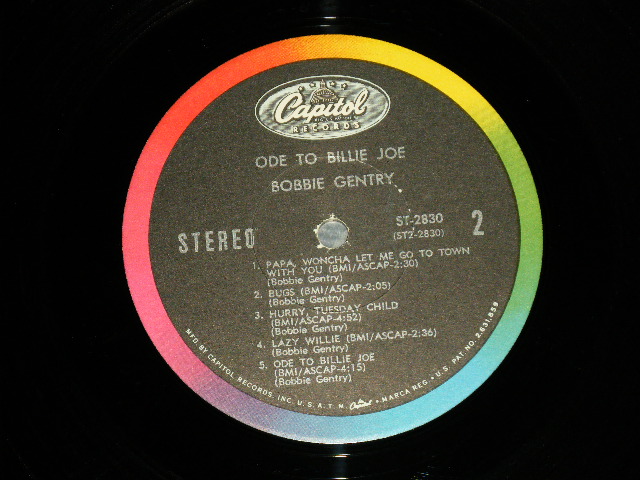 Capitol
RECORDS
ODE TO BILLIE JOE
BOBBIE GENTRY
STEREO
ST-2830
(ST2-2830)
2
1. PAPA, WONCHA LET ME GO TO TOWN
WITH YOU (BMI/ASCAP-2:30)
(Bobbie Gentry)
2. BUGS (BMI/ASCAP-2:05)
(Bobbie Gentry)
3. HURRY, TUESDAY CHILD
(BMI/ASCAP-4:52)
(Bobbie Gentry)
4. LAZY WILLIE (BMI/ASCAP-2:36)
(Bobbie Gentry)
5. ODE TO BILLIE JOE
(BMI/ASCAP-4:15)
(Bobbie Gentry)
MFD. BY CAPITOL RECORDS, INC. U.S.A. T.M. Capitol • MARCA REG. • U.S. PAT. NO. 2,631,859